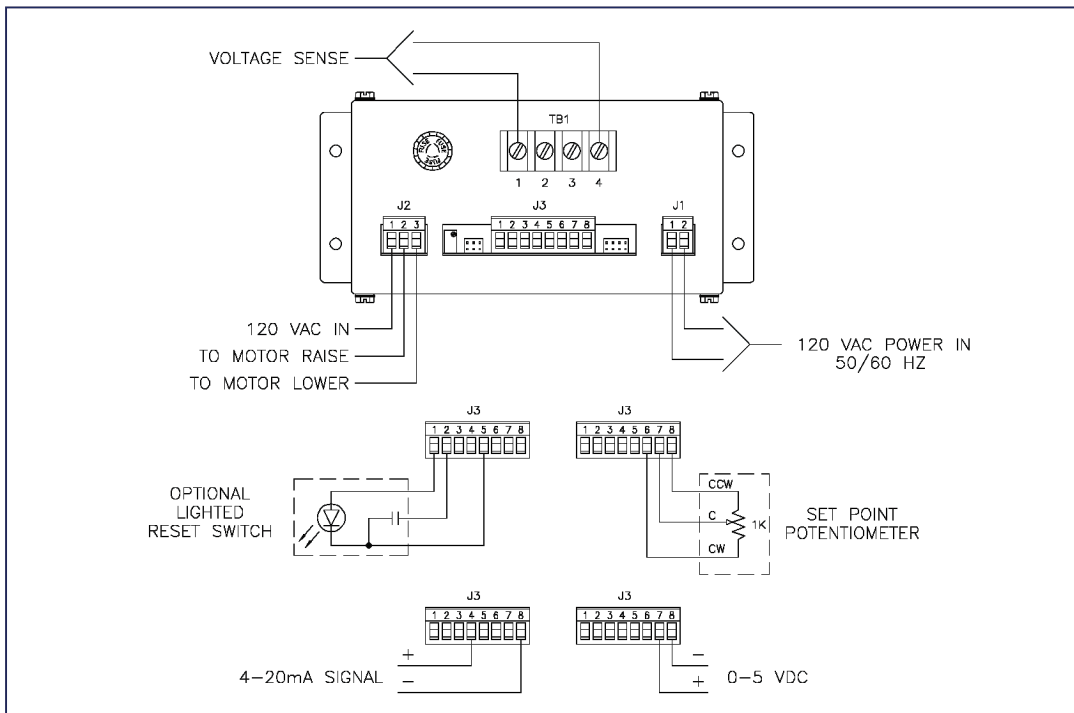 VOLTAGE SENSE
TB1
FUSE FUSE FUSE
1 2 3 4
J2
J3
J1
1 2 3
1 2 3 4 5 6 7 8
1 2
120 VAC IN
TO MOTOR RAISE
TO MOTOR LOWER
120 VAC POWER IN
50/60 HZ
J3
1 2 3 4 5 6 7 8
OPTIONAL
LIGHTED
RESET SWITCH
J3
1 2 3 4 5 6 7 8
CCW
C
1K
CW
SET POINT
POTENTIOMETER
J3
1 2 3 4 5 6 7 8
+
4-20mA SIGNAL
−
J3
1 2 3 4 5 6 7 8
−
0-5 VDC
+